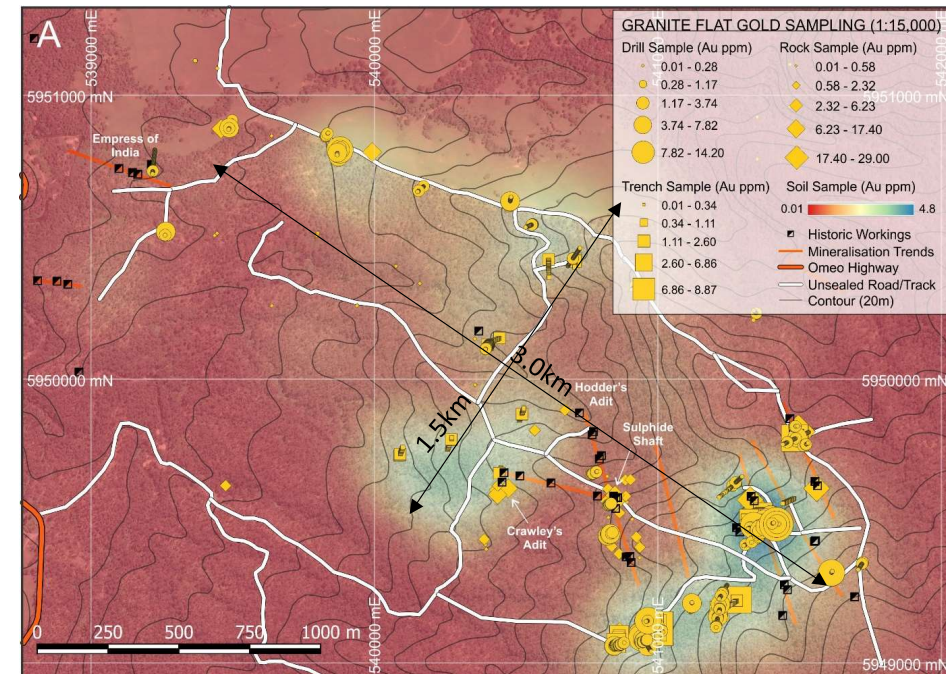 A
GRANITE FLAT GOLD SAMPLING (1:15,000)
Drill Sample (Au ppm)
0.01 - 0.28
0.28 - 1.17
1.17 - 3.74
3.74 - 7.82
7.82 - 14.20
Rock Sample (Au ppm)
0.01 - 0.58
0.58 - 2.32
2.32 - 6.23
6.23 - 17.40
17.40 - 29.00
Trench Sample (Au ppm)
0.01 - 0.34
0.34 - 1.11
1.11 - 2.60
2.60 - 6.86
6.86 - 8.87
Soil Sample (Au ppm)
0.01 4.8
Historic Workings
Mineralisation Trends
Omeo Highway
Unsealed Road/Track
Contour (20m)
539000 mE
540000 mE
5951000 mN
5951000 mN
Empress of
India
5950000 mN
5950000 mN
3.0km
1.5km
Hodder's
Adit
Sulphide
Shaft
Crawley's
Adit
0 250 500 750 1000 m
540000 mE
541000 mE
5949000 mN